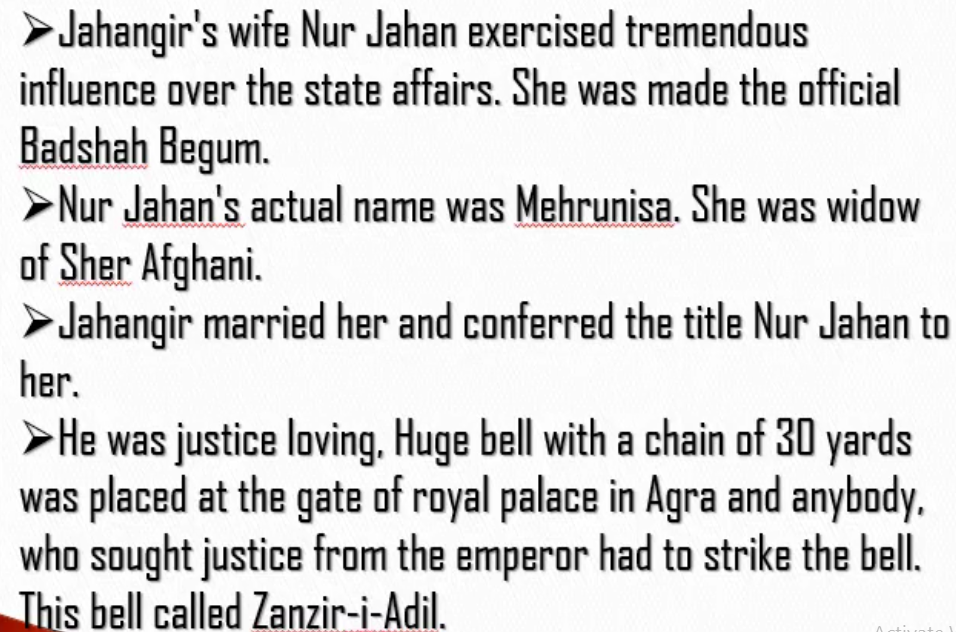 ➢Jahangir's wife Nur Jahan exercised tremendous
influence over the state affairs. She was made the official
Badshah Begum.
➢Nur Jahan's actual name was Mehrunisa. She was widow
of Sher Afghani.
➢Jahangir married her and conferred the title Nur Jahan to
her.
➢He was justice loving, Huge bell with a chain of 30 yards
was placed at the gate of royal palace in Agra and anybody,
who sought justice from the emperor had to strike the bell.
This bell called Zanzir-i-Adil.